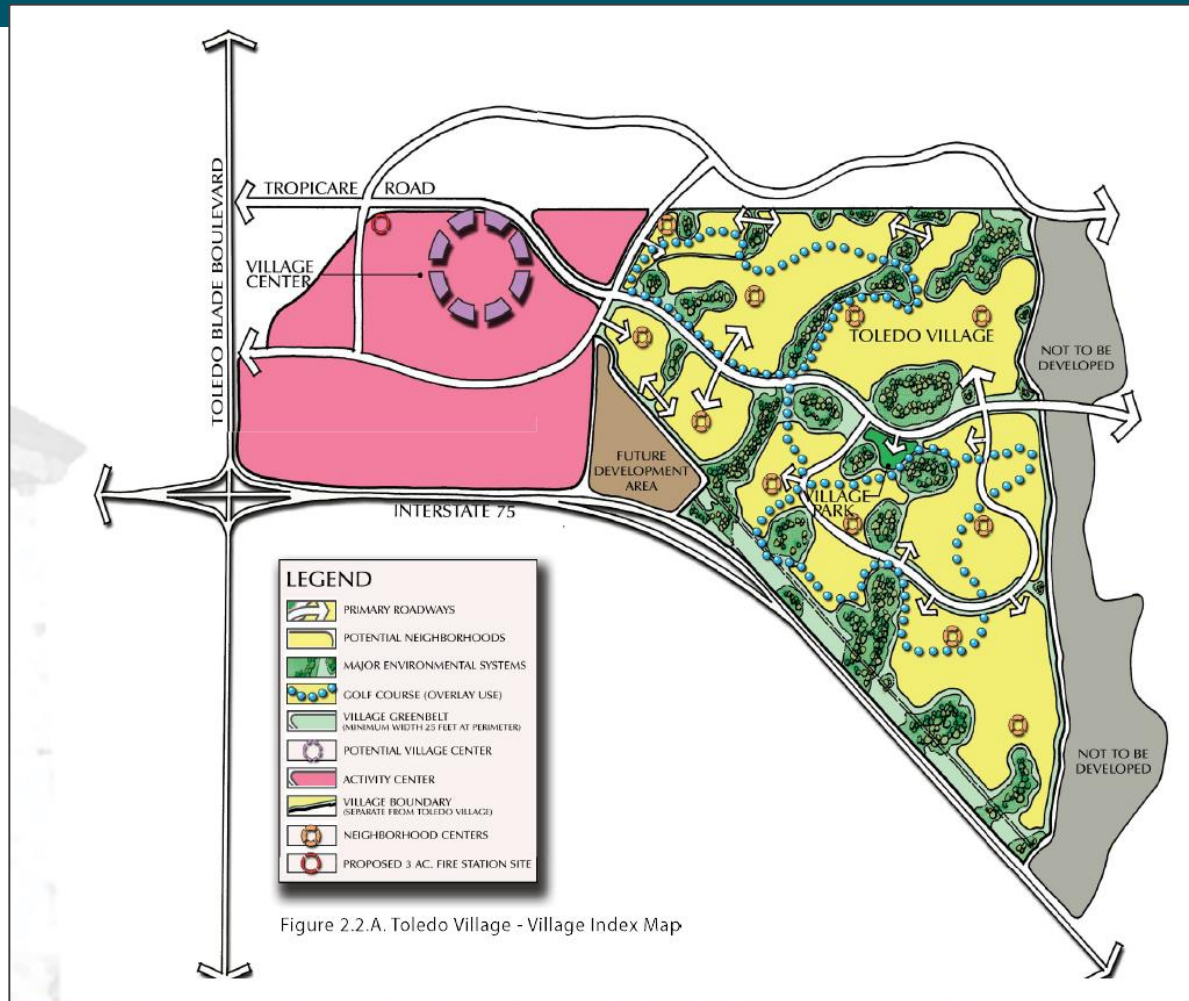 TROPICARE ROAD
TOLEDO BLADE BOULEVARD
VILLAGE
CENTER
TOLEDO VILLAGE
NOT TO BE
DEVELOPED
FUTURE
DEVELOPMENT
AREA
VILLAGE
PARK
INTERSTATE 75
NOT TO BE
DEVELOPED
LEGEND
PRIMARY ROADWAYS
POTENTIAL NEIGHBORHOODS
MAJOR ENVIRONMENTAL SYSTEMS
GOLF COURSE (OVERLAY USE)
VILLAGE GREENBELT
(MINIMUM WIDTH 25 FEET AT PERIMETER)
POTENTIAL VILLAGE CENTER
ACTIVITY CENTER
VILLAGE BOUNDARY
(SEPARATE FROM TOLEDO VILLAGE)
NEIGHBORHOOD CENTERS
PROPOSED 3 AC. FIRE STATION SITE
Figure 2.2.A. Toledo Village - Village Index Map